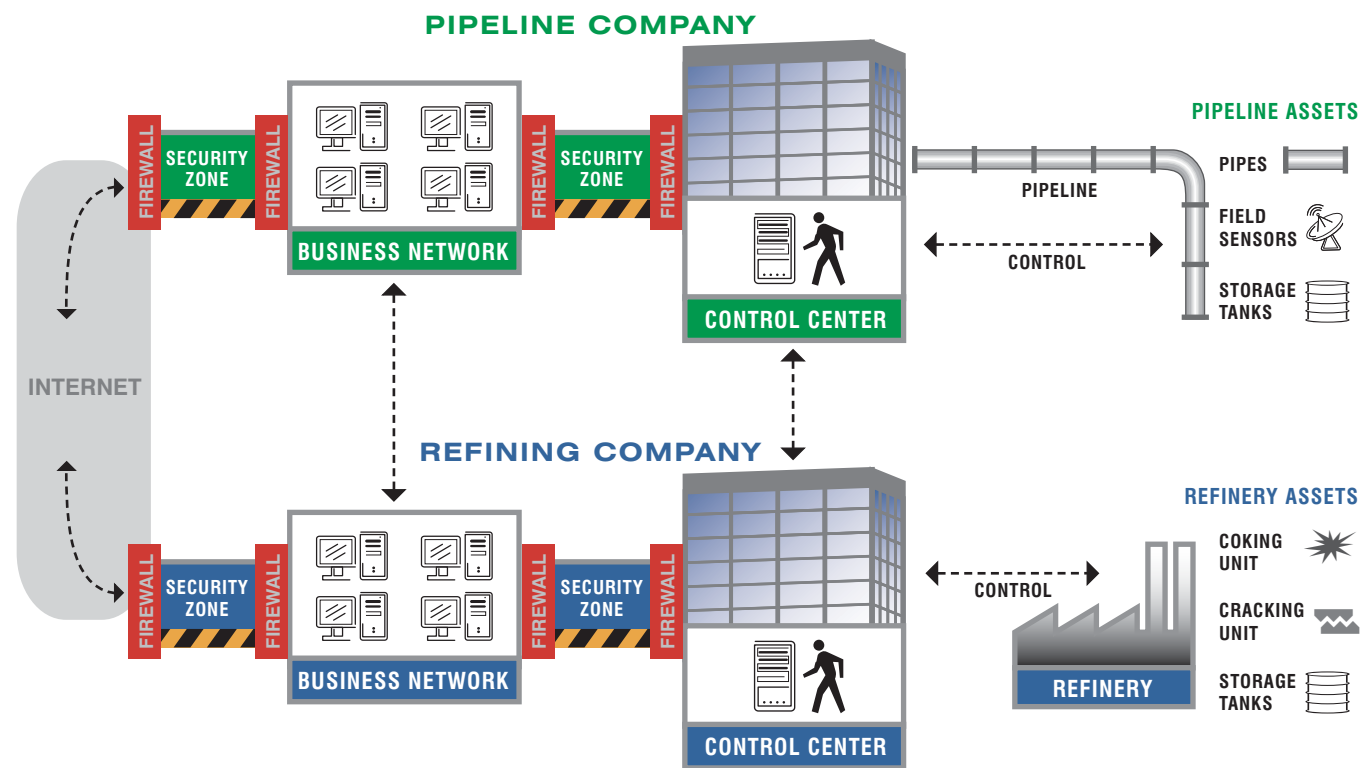 PIPELINE COMPANY
FIREWALL
SECURITY
ZONE
FIREWALL
BUSINESS NETWORK
FIREWALL
SECURITY
ZONE
FIREWALL
CONTROL CENTER
PIPELINE
CONTROL
PIPELINE ASSETS
PIPES
FIELD
SENSORS
STORAGE
TANKS
INTERNET
REFINING COMPANY
FIREWALL
SECURITY
ZONE
FIREWALL
BUSINESS NETWORK
FIREWALL
SECURITY
ZONE
FIREWALL
CONTROL CENTER
CONTROL
REFINERY
REFINERY ASSETS
COKING
UNIT
CRACKING
UNIT
STORAGE
TANKS